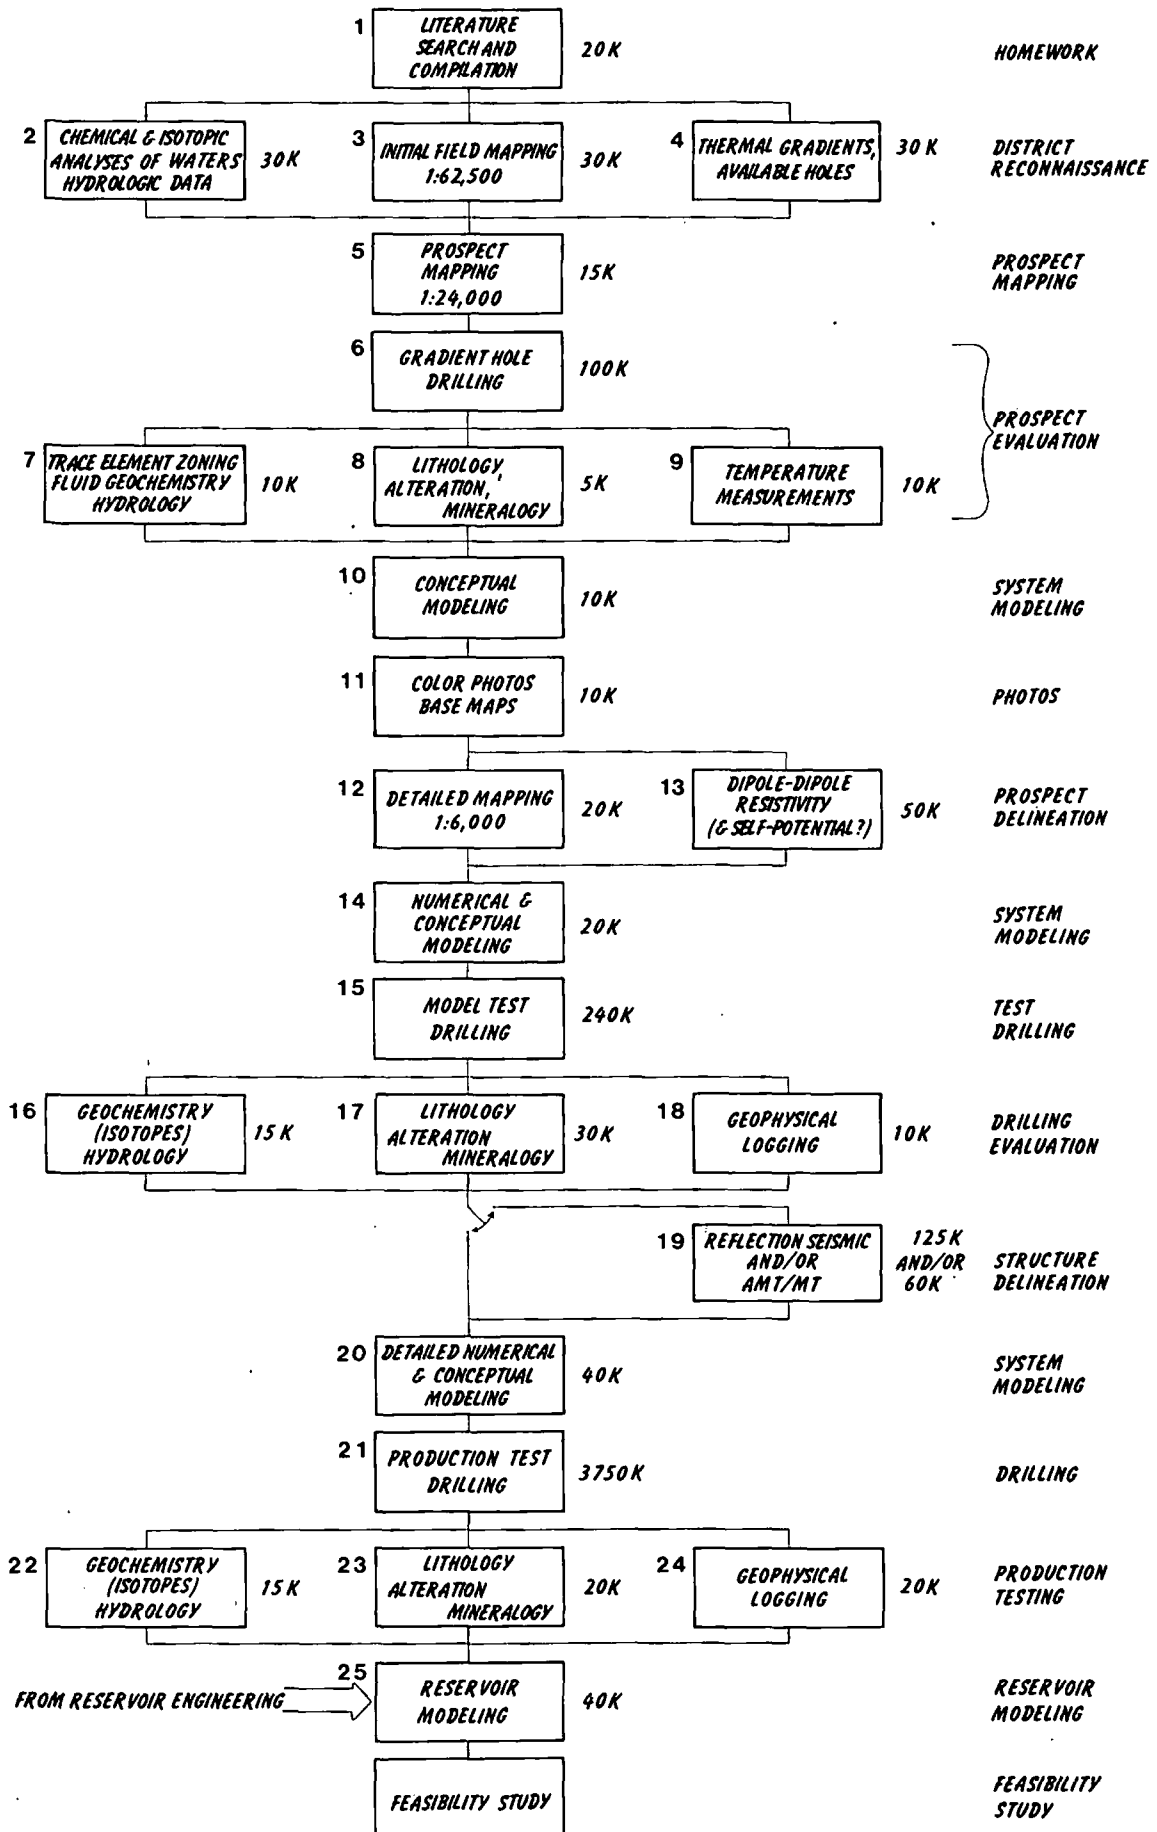 1
LITERATURE
SEARCH AND
COMPILATION
20K
HOMEWORK
2
CHEMICAL & ISOTOPIC
ANALYSES OF WATERS
HYDROLOGIC DATA
30K
3
INITIAL FIELD MAPPING
1:62,500
30K
4
THERMAL GRADIENTS,
AVAILABLE HOLES
30K
DISTRICT
RECONNAISSANCE
5
PROSPECT
MAPPING
1:24,000
15K
PROSPECT
MAPPING
6
GRADIENT HOLE
DRILLING
100K
PROSPECT
EVALUATION
7
TRACE ELEMENT ZONING
FLUID GEOCHEMISTRY
HYDROLOGY
10K
8
LITHOLOGY,
ALTERATION,
MINERALOGY
5K
9
TEMPERATURE
MEASUREMENTS
10K
10
CONCEPTUAL
MODELING
10K
SYSTEM
MODELING
11
COLOR PHOTOS
BASE MAPS
10K
PHOTOS
12
DETAILED MAPPING
1:6,000
20K
13
DIPOLE-DIPOLE
RESISTIVITY
(& SELF-POTENTIAL?)
50K
PROSPECT
DELINEATION
14
NUMERICAL &
CONCEPTUAL
MODELING
20K
SYSTEM
MODELING
15
MODEL TEST
DRILLING
240K
TEST
DRILLING
16
GEOCHEMISTRY
(ISOTOPES)
HYDROLOGY
15K
17
LITHOLOGY
ALTERATION
MINERALOGY
30K
18
GEOPHYSICAL
LOGGING
10K
DRILLING
EVALUATION
19
REFLECTION SEISMIC
AND/OR
AMT/MT
125K
AND/OR
60K
STRUCTURE
DELINEATION
20
DETAILED NUMERICAL
& CONCEPTUAL
MODELING
40K
SYSTEM
MODELING
21
PRODUCTION TEST
DRILLING
3750K
DRILLING
22
GEOCHEMISTRY
(ISOTOPES)
HYDROLOGY
15K
23
LITHOLOGY
ALTERATION
MINERALOGY
20K
24
GEOPHYSICAL
LOGGING
20K
PRODUCTION
TESTING
25
FROM RESERVOIR ENGINEERING
RESERVOIR
MODELING
40K
RESERVOIR
MODELING
FEASIBILITY STUDY
FEASIBILITY
STUDY